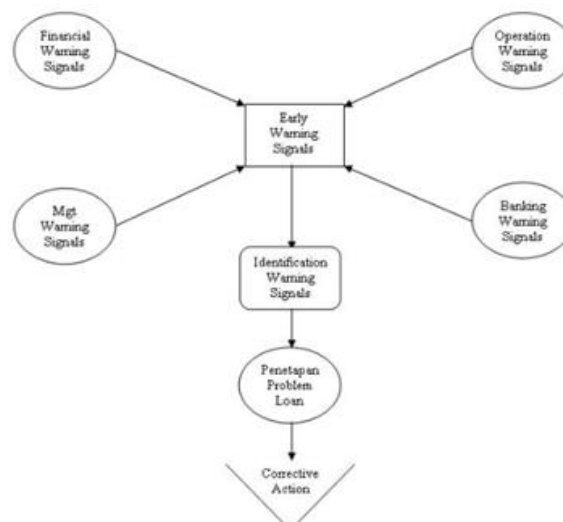 Financial
Warning
Signals
Operation
Warning
Signals
Early
Warning
Signals
Mgt
Warning
Signals
Banking
Warning
Signals
Identification
Warning
Signals
Penetapan
Problem
Loan
Corrective
Action